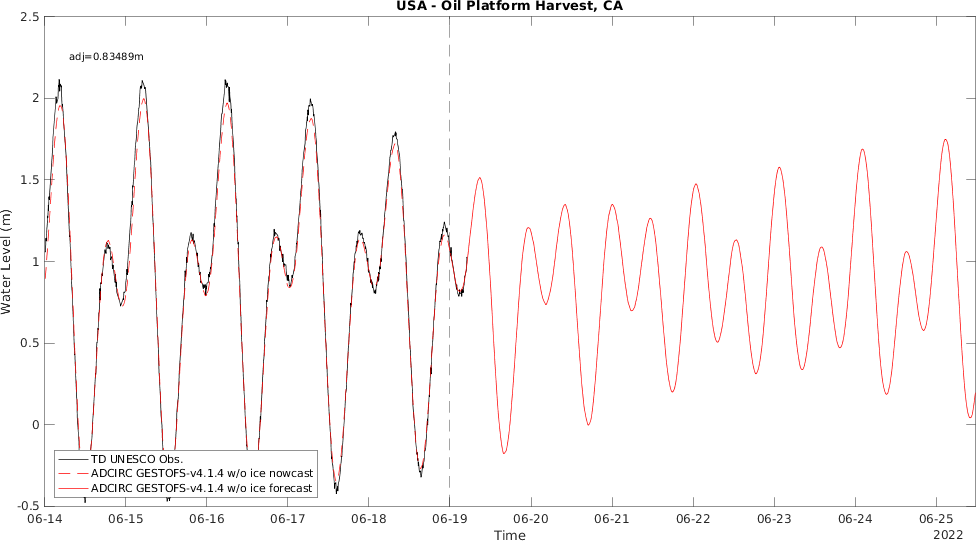 USA - Oil Platform Harvest, CA
adj=0.83489m
Water Level (m)
2.5
2
1.5
1
0.5
0
-0.5
TD UNESCO Obs.
ADCIRC GESTOFS-v4.1.4 w/o ice nowcast
ADCIRC GESTOFS-v4.1.4 w/o ice forecast
06-14 06-15 06-16 06-17 06-18 06-19 06-20 06-21 06-22 06-23 06-24 06-25
Time
2022